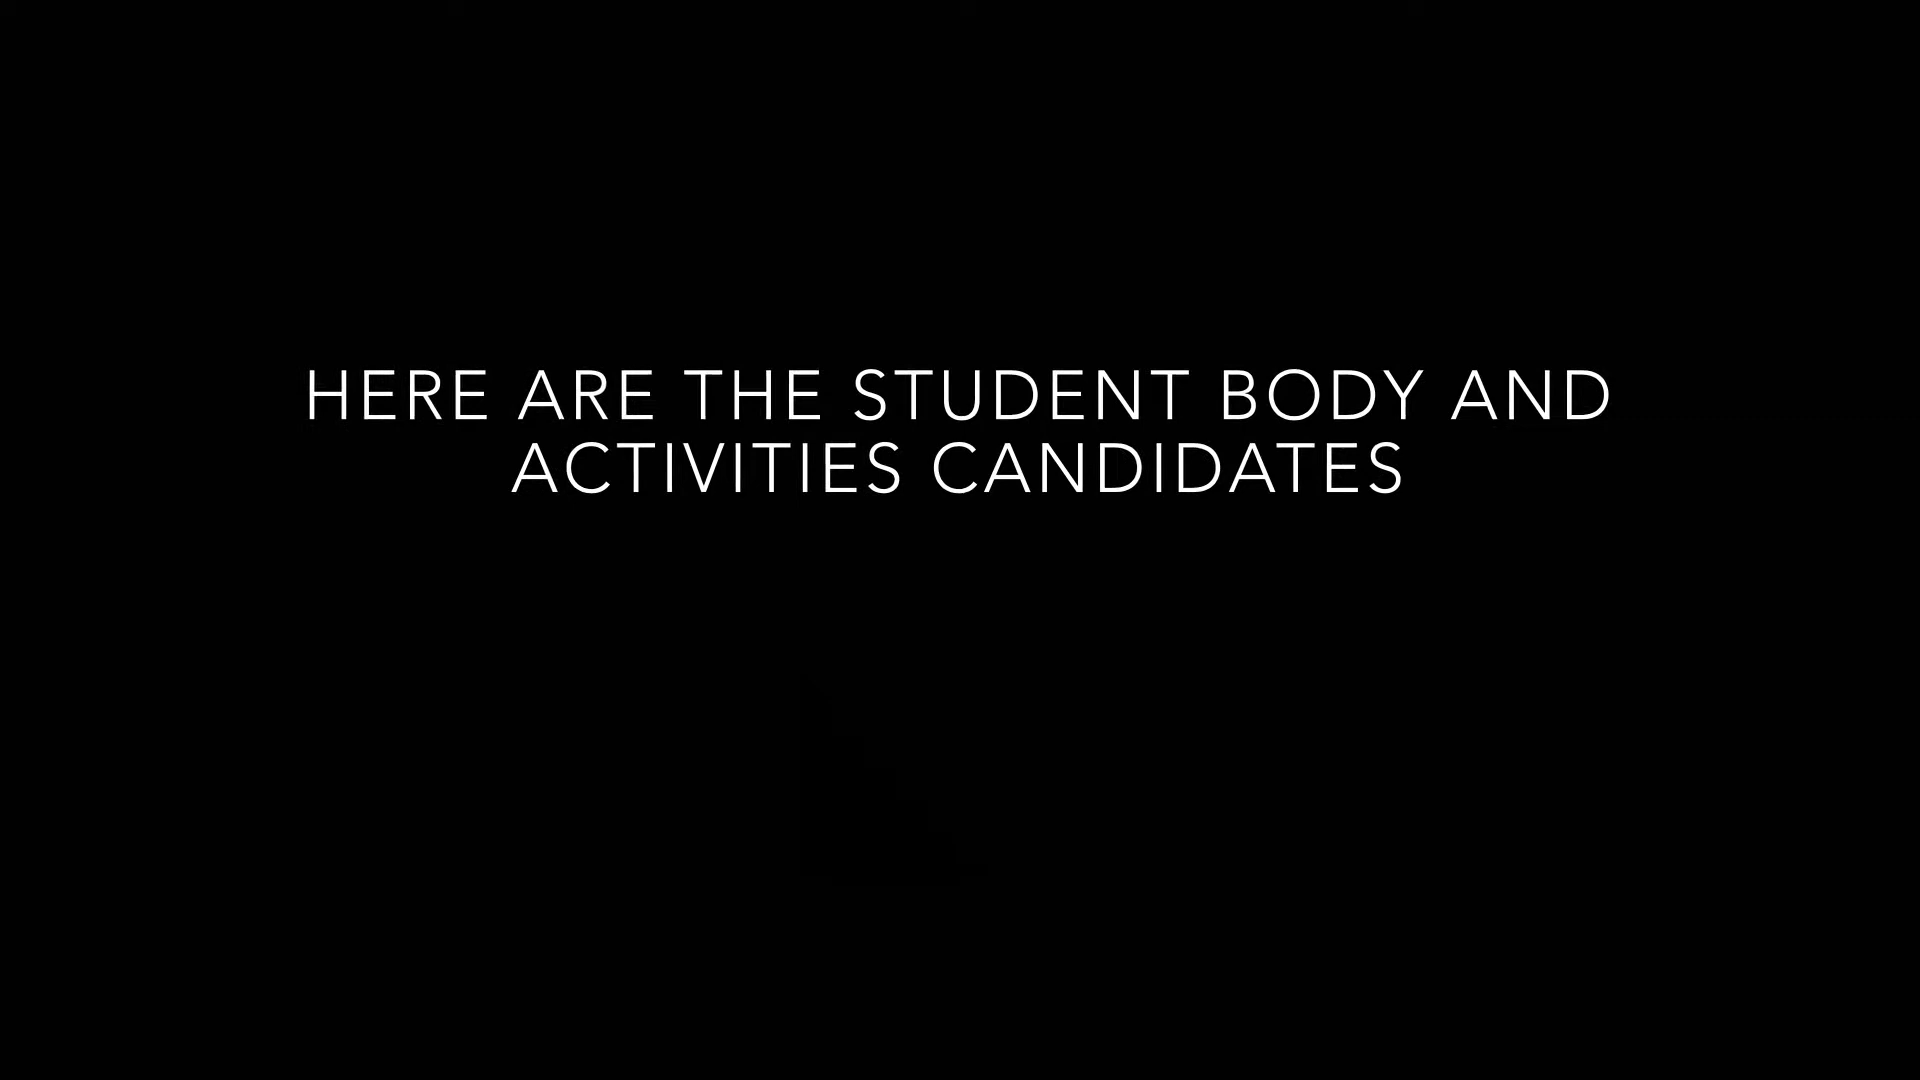 HERE ARE THE STUDENT BODY AND
ACTIVITIES CANDIDATES